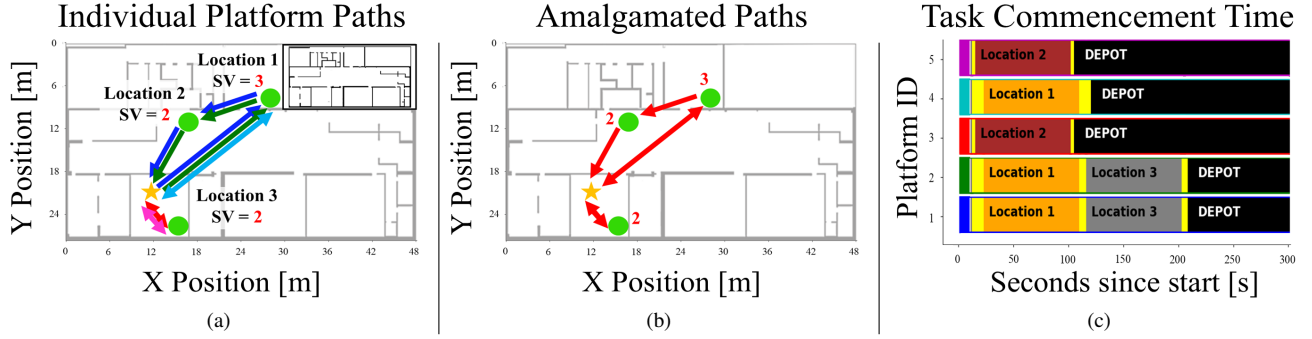 Individual Platform Paths
Y Position [m]
0
6
12
18
24
Location 1
SV = 3
Location 2
SV = 2
Location 3
SV = 2
0 6 12 18 24 30 36 42 48
X Position [m]
(a)
Amalgamated Paths
Y Position [m]
0
6
12
18
24
3
2
2
0 6 12 18 24 30 36 42 48
X Position [m]
(b)
Task Commencement Time
Platform ID
5 Location 2 DEPOT
4 Location 1 DEPOT
3 Location 2 DEPOT
2 Location 1 Location 3 DEPOT
1 Location 1 Location 3 DEPOT
0 50 100 150 200 250 300
Seconds since start [s]
(c)